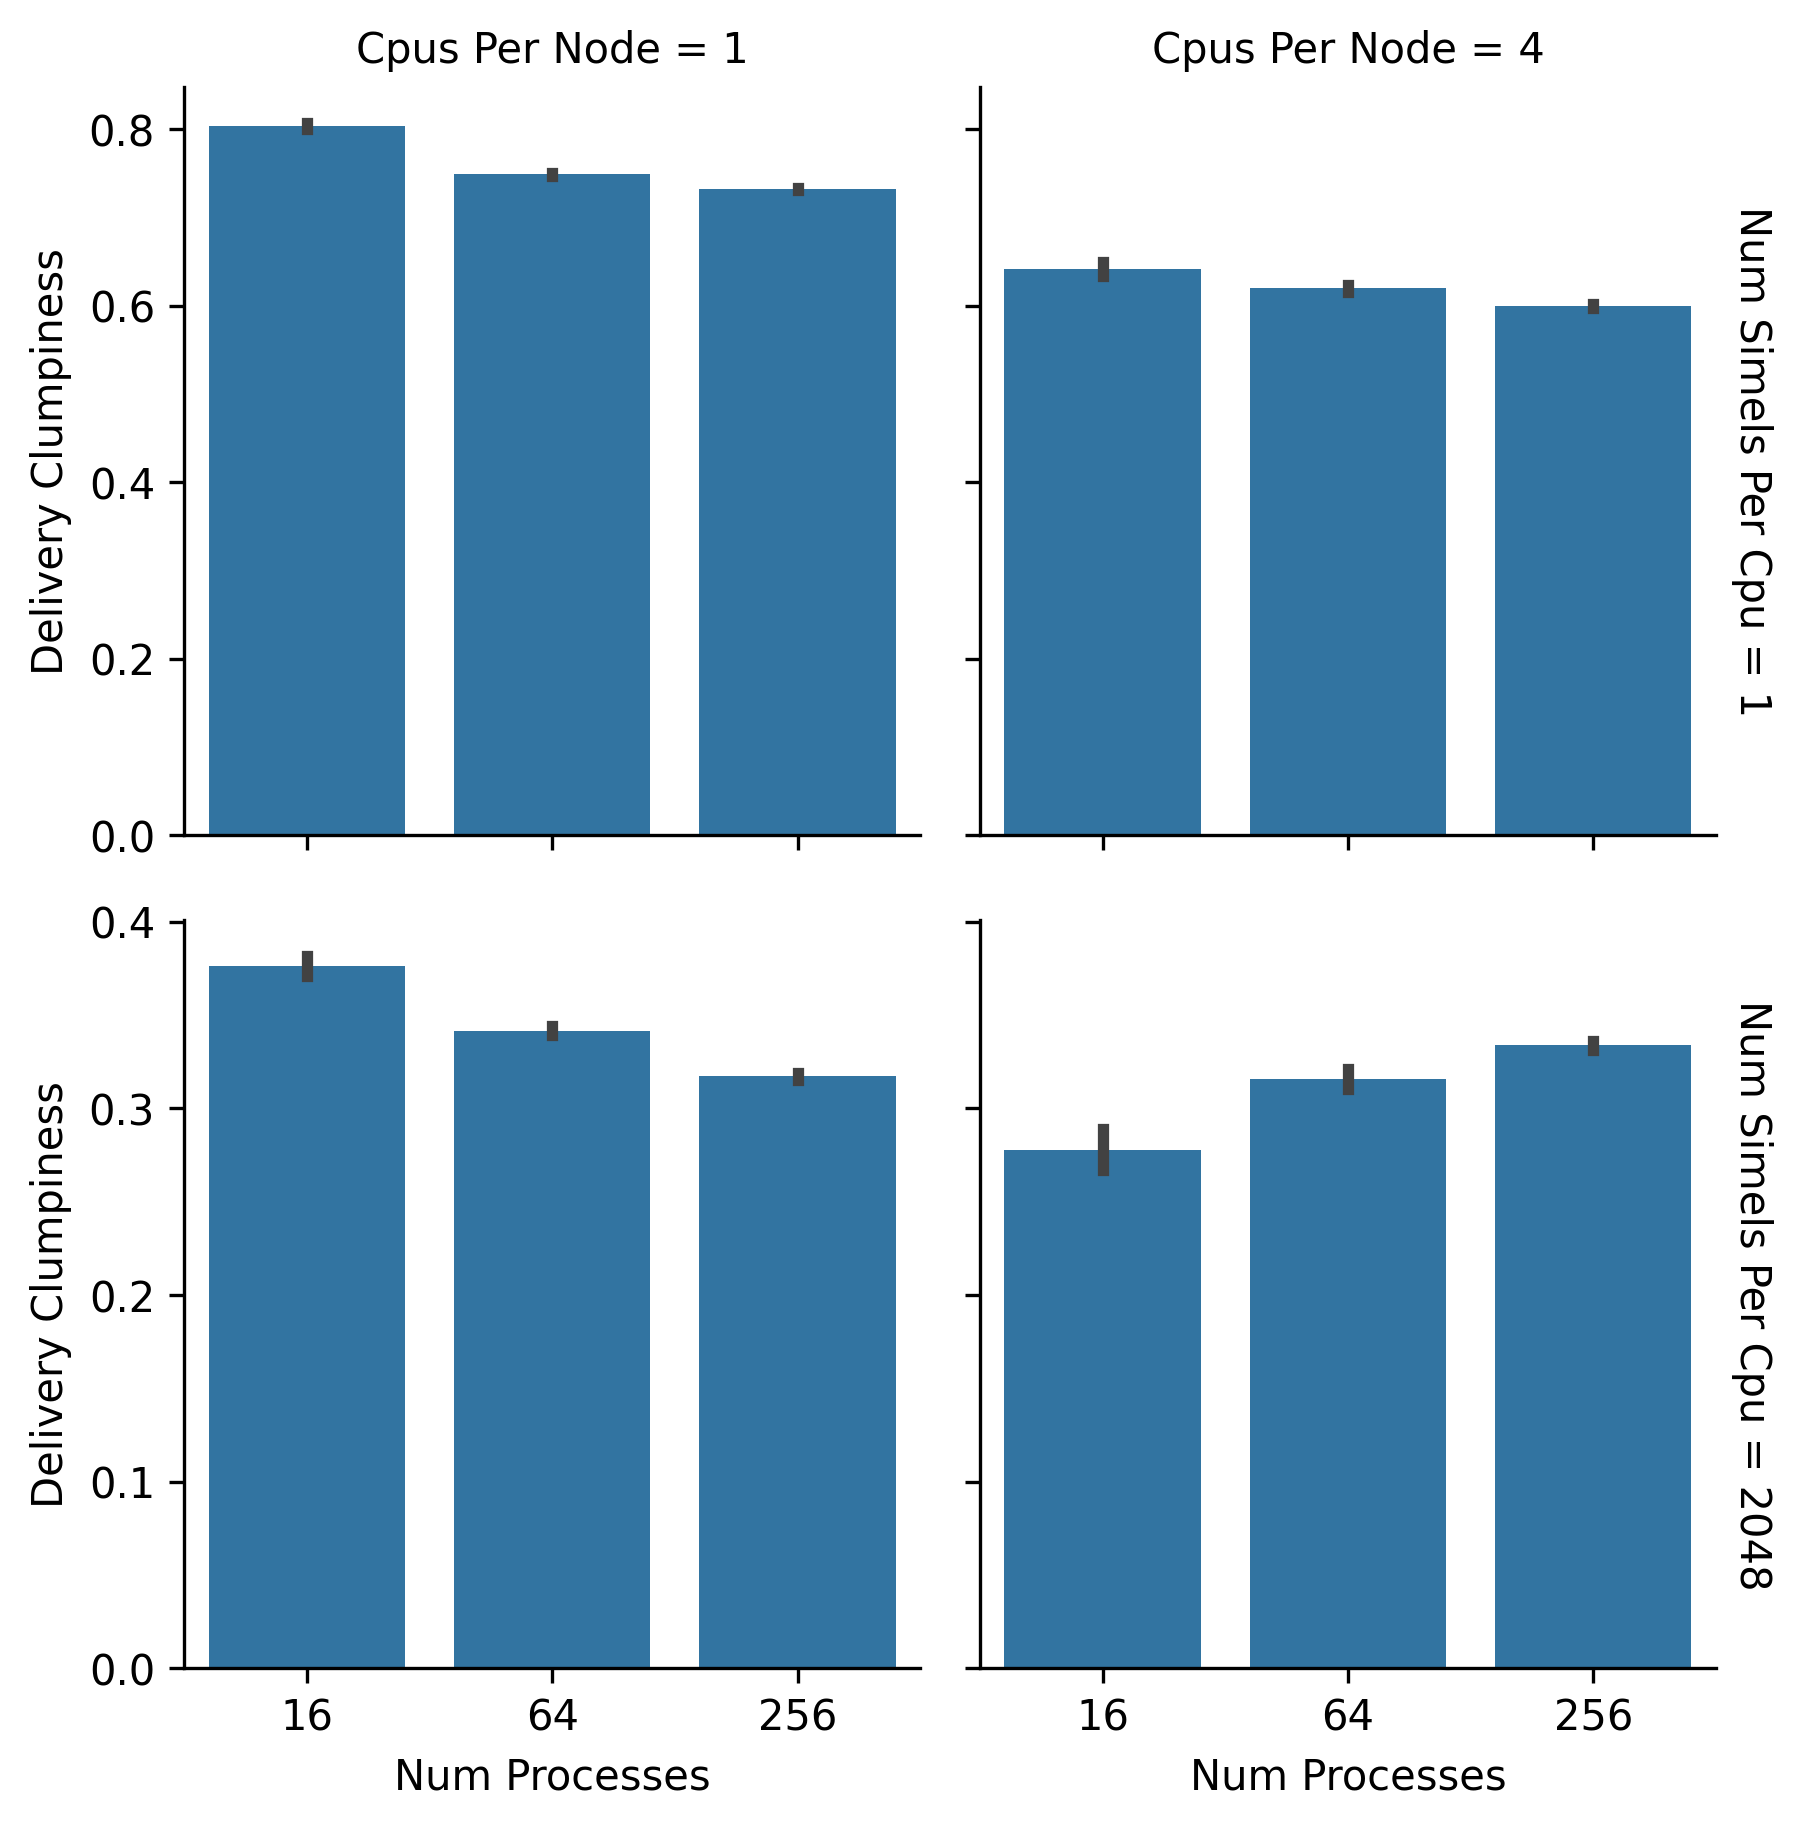 Cpus Per Node = 1
Cpus Per Node = 4
Delivery Clumpiness
0.8
0.6
0.4
0.2
0.0
Num Simels Per Cpu = 1
Delivery Clumpiness
0.4
0.3
0.2
0.1
0.0
Num Simels Per Cpu = 2048
16 64 256
16 64 256
Num Processes
Num Processes